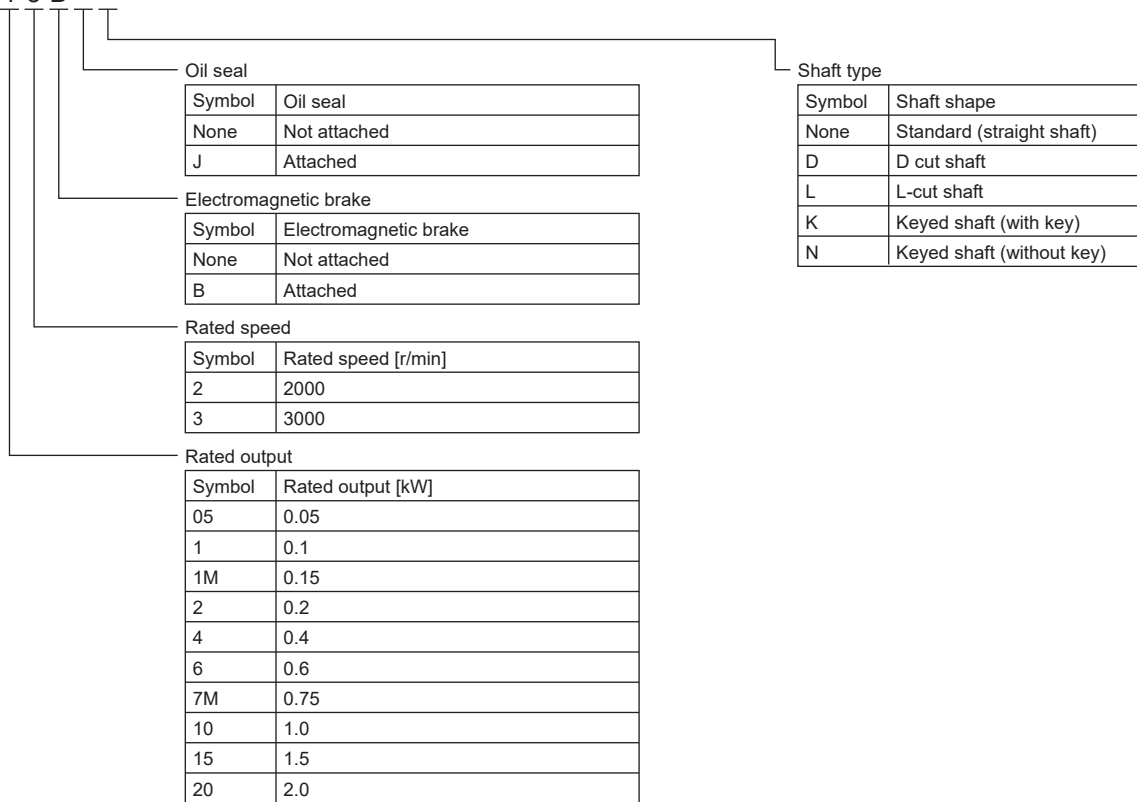 Oil seal
Symbol Oil seal
None Not attached
J Attached
Electromagnetic brake
Symbol Electromagnetic brake
None Not attached
B Attached
Rated speed
Symbol Rated speed [r/min]
2 2000
3 3000
Rated output
Symbol Rated output [kW]
05 0.05
1 0.1
1M 0.15
2 0.2
4 0.4
6 0.6
7M 0.75
10 1.0
15 1.5
20 2.0
Shaft type
Symbol Shaft shape
None Standard (straight shaft)
D D cut shaft
L L-cut shaft
K Keyed shaft (with key)
N Keyed shaft (without key)